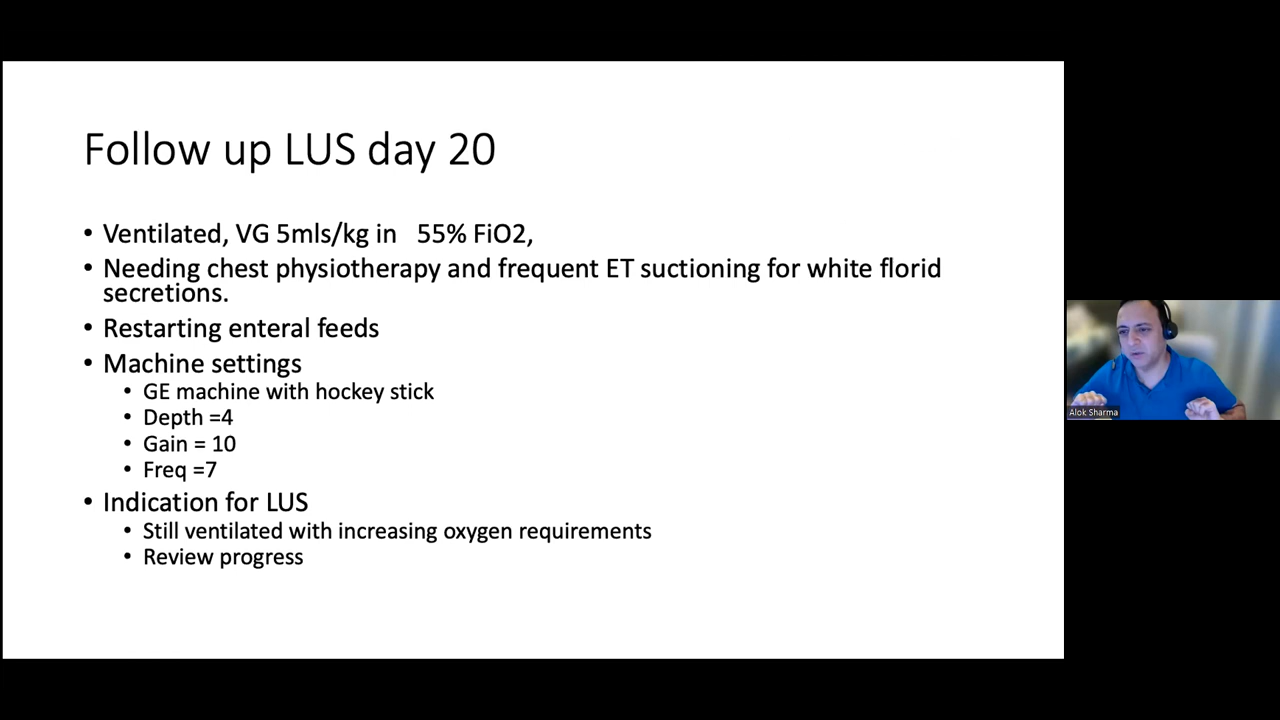 Follow up LUS day 20
• Ventilated, VG 5mls/kg in 55% FiO2,
• Needing chest physiotherapy and frequent ET suctioning for white florid
secretions.
• Restarting enteral feeds
• Machine settings
• GE machine with hockey stick
• Depth =4
• Gain = 10
• Freq =7
• Indication for LUS
• Still ventilated with increasing oxygen requirements
• Review progress
Alok Sharma